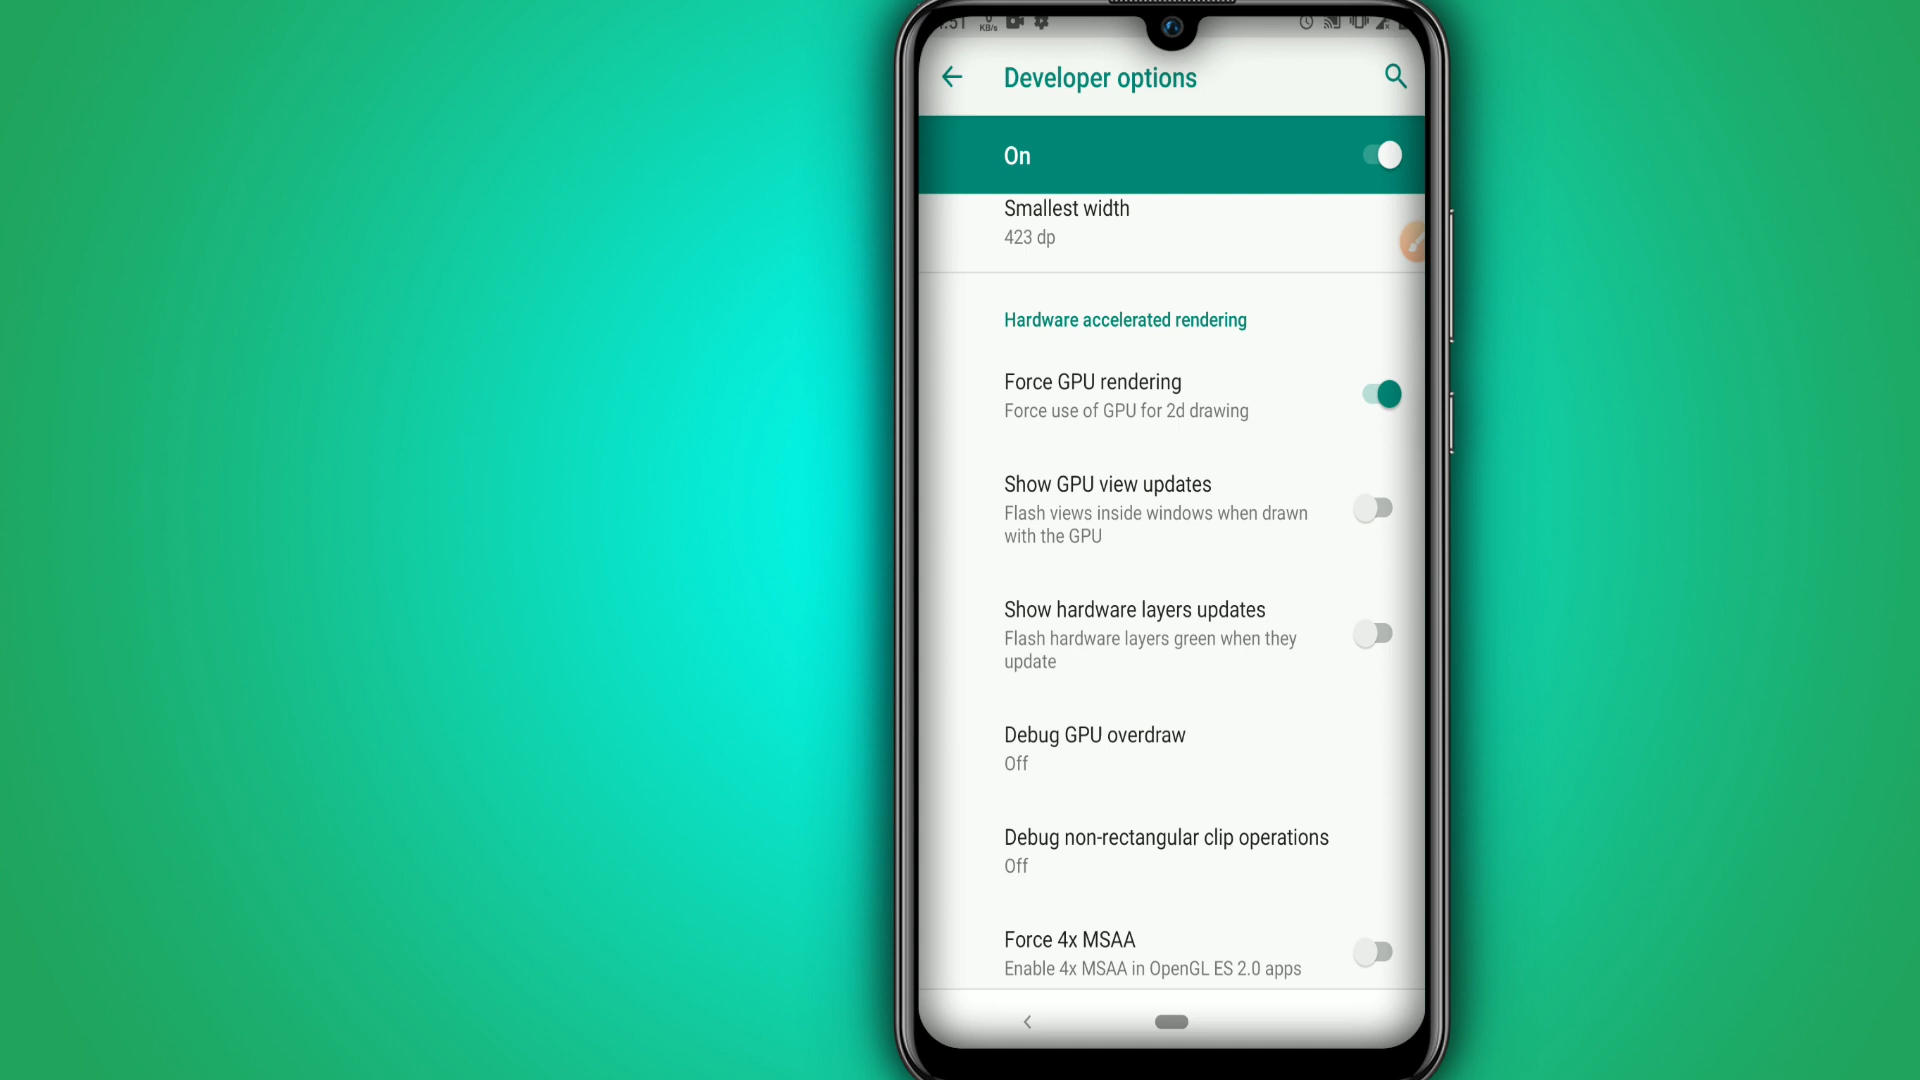 KB/s
Developer options
On
Smallest width
423 dp
Hardware accelerated rendering
Force GPU rendering
Force use of GPU for 2d drawing
Show GPU view updates
Flash views inside windows when drawn
with the GPU
Show hardware layers updates
Flash hardware layers green when they
update
Debug GPU overdraw
Off
Debug non-rectangular clip operations
Off
Force 4x MSAA
Enable 4x MSAA in OpenGL ES 2.0 apps